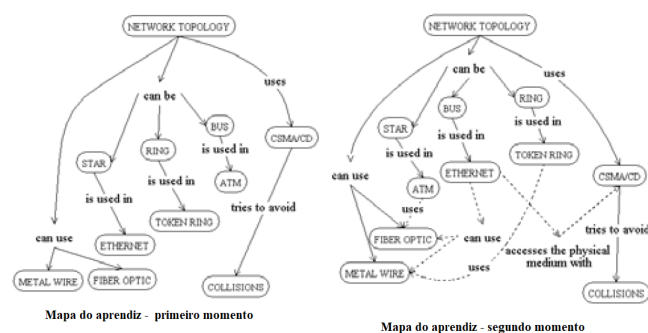 NETWORK TOPOLOGY
uses
can be
BUS
RING
CSMA/CD
STAR
is used in
is used in
ATM
is used in
TOKEN RING
tries to avoid
can use
ETHERNET
METAL WIRE
FIBER OPTIC
COLLISIONS
Mapa do aprendiz - primeiro momento
NETWORK TOPOLOGY
can be
uses
RING
BUS
STAR
is used in
is used in
is used in
TOKEN RING
ETHERNET
can use
ATM
CSMA/CD
uses
FIBER OPTIC
can use
tries to avoid
accesses the physical
medium with
METAL WIRE
uses
COLLISIONS
Mapa do aprendiz - segundo momento